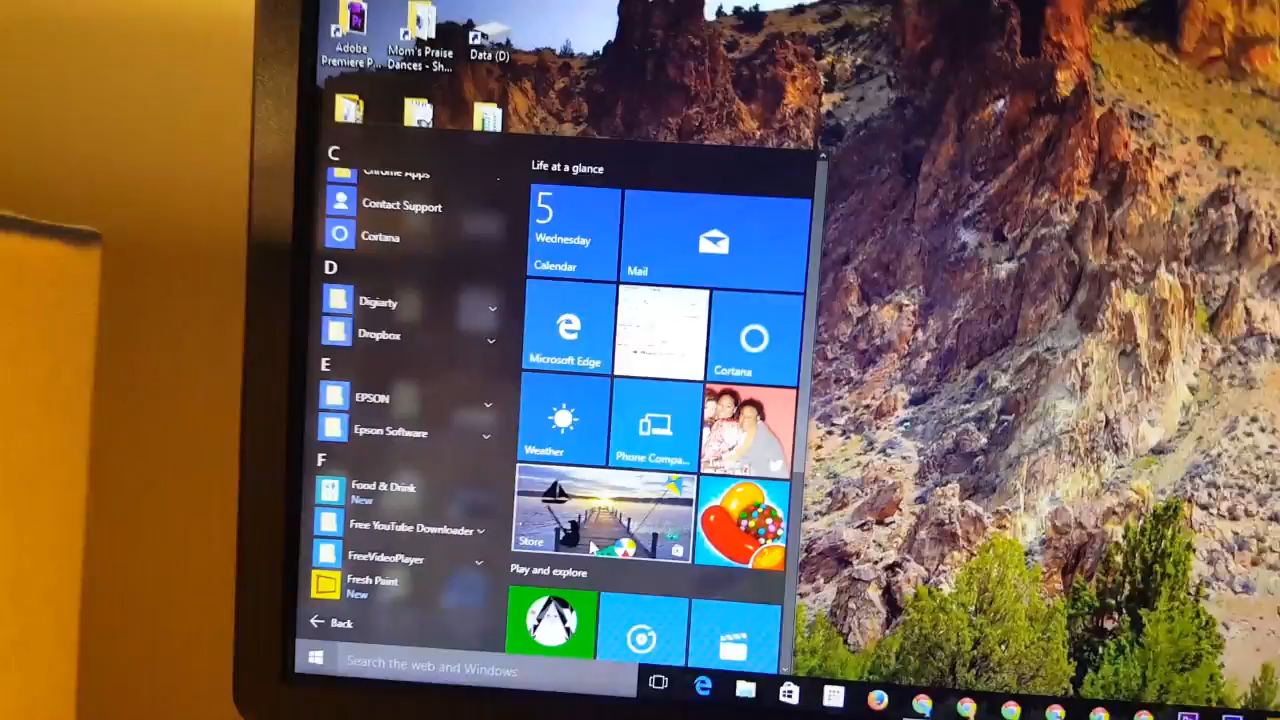 Adobe
Premiere P...
Mom's Praise
Dances - Sh...
Data (D)
C
Chrome Apps
Contact Support
Cortana
D
Digiarty
Dropbox
E
EPSON
Epson Software
F
Food & Drink
New
Free YouTube Downloader
FreeVideoPlayer
Fresh Paint
New
Back
Search the web and Windows
Life at a glance
5
Wednesday
Calendar
Mail
Microsoft Edge
Cortana
Weather
Phone Compa...
Store
Play and explore